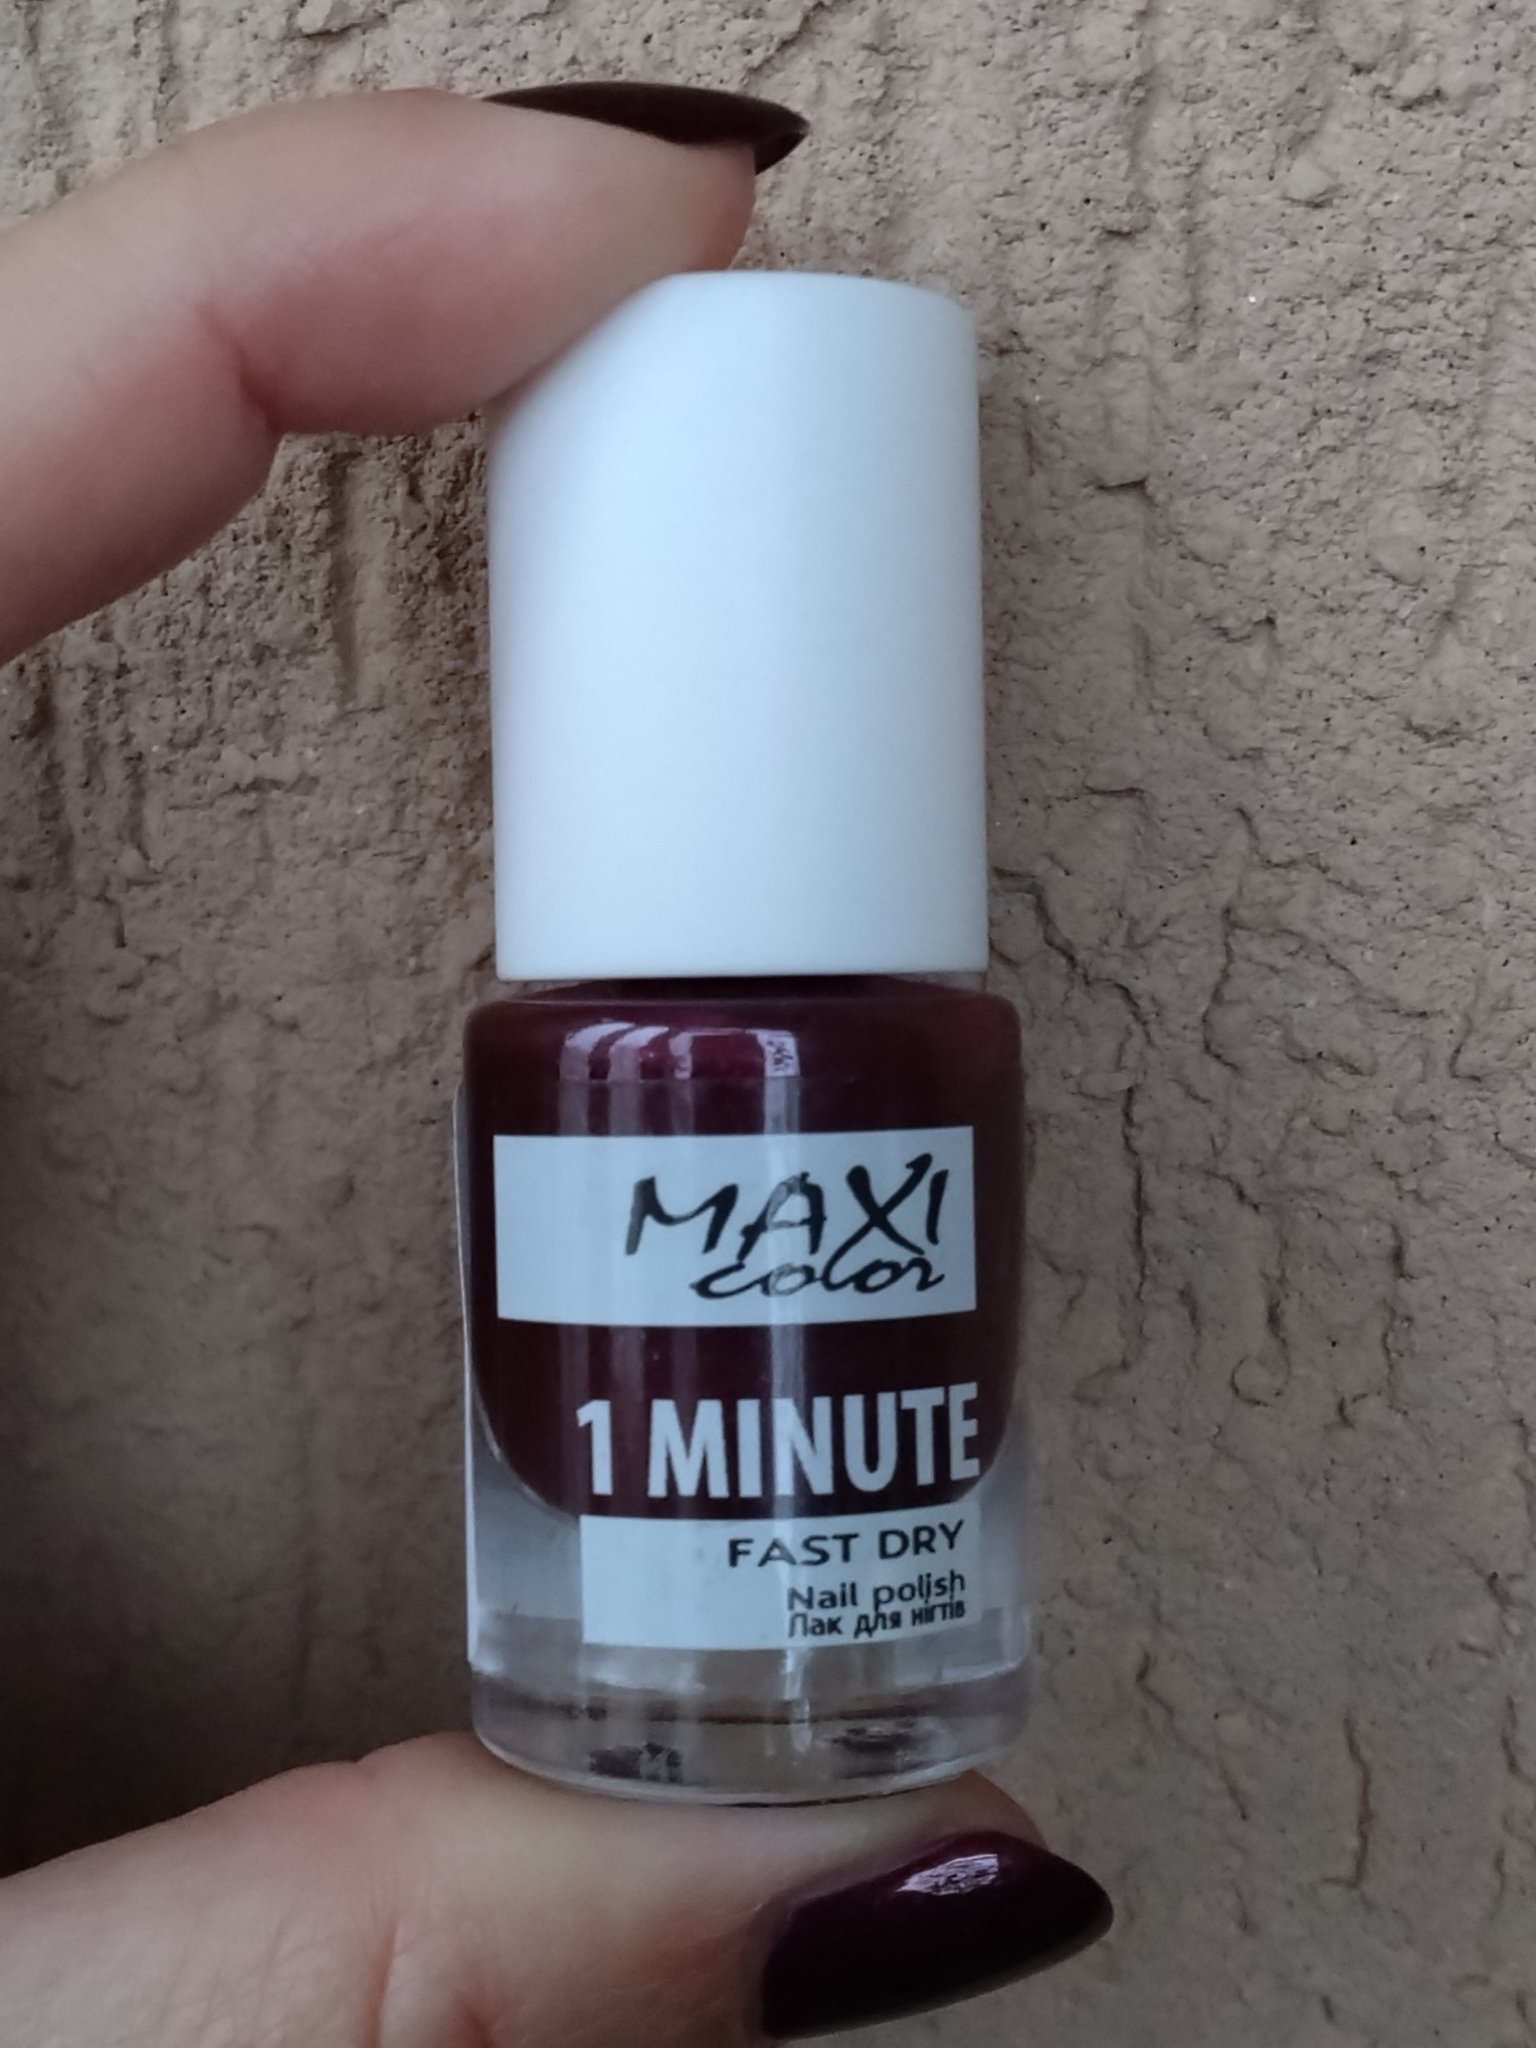 MAXI
color
1 MINUTE
FAST DRY
Nail polish
Лак для нігтів